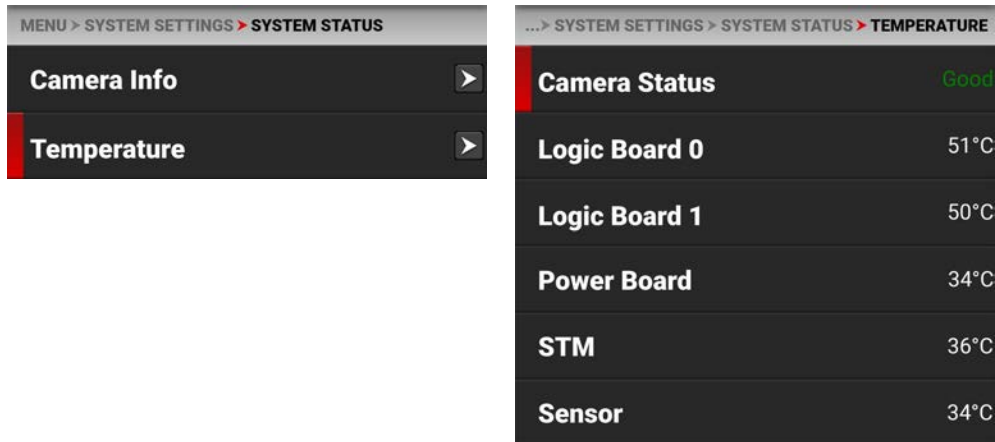 MENU > SYSTEM SETTINGS > SYSTEM STATUS
Camera Info
Temperature
...> SYSTEM SETTINGS > SYSTEM STATUS > TEMPERATURE
Camera Status Good
Logic Board 0 51°C
Logic Board 1 50°C
Power Board 34°C
STM 36°C
Sensor 34°C